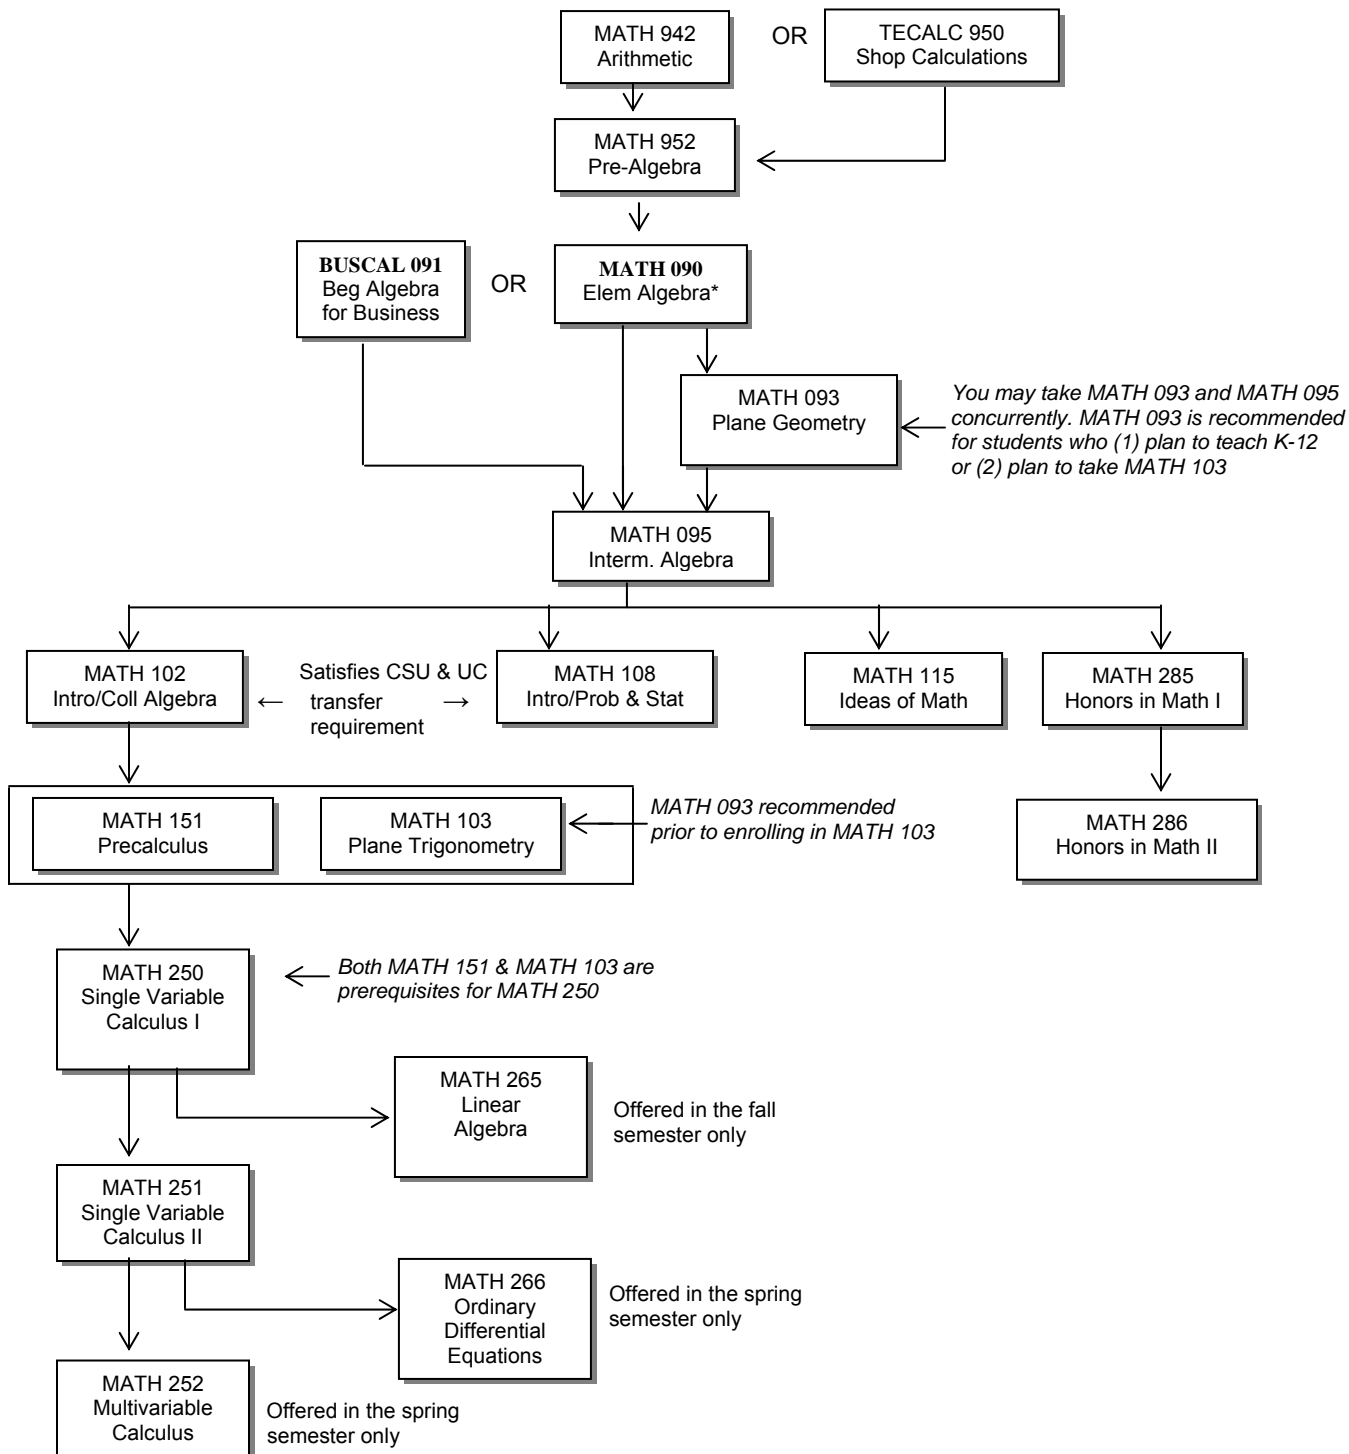 MATH 942
Arithmetic
OR
TECALC 950
Shop Calculations
MATH 952
Pre-Algebra
BUSCAL 091
Beg Algebra
for Business
OR
MATH 090
Elem Algebra*
MATH 093
Plane Geometry
You may take MATH 093 and MATH 095
concurrently. MATH 093 is recommended
for students who (1) plan to teach K-12
or (2) plan to take MATH 103
MATH 095
Interm. Algebra
MATH 102
Intro/Coll Algebra
Satisfies CSU & UC
← transfer →
requirement
MATH 108
Intro/Prob & Stat
MATH 115
Ideas of Math
MATH 285
Honors in Math I
MATH 151
Precalculus
MATH 103
Plane Trigonometry
MATH 093 recommended
prior to enrolling in MATH 103
MATH 286
Honors in Math II
MATH 250
Single Variable
Calculus I
Both MATH 151 & MATH 103 are
prerequisites for MATH 250
MATH 265
Linear
Algebra
Offered in the fall
semester only
MATH 251
Single Variable
Calculus II
MATH 266
Ordinary
Differential
Equations
Offered in the spring
semester only
MATH 252
Multivariable
Calculus
Offered in the spring
semester only